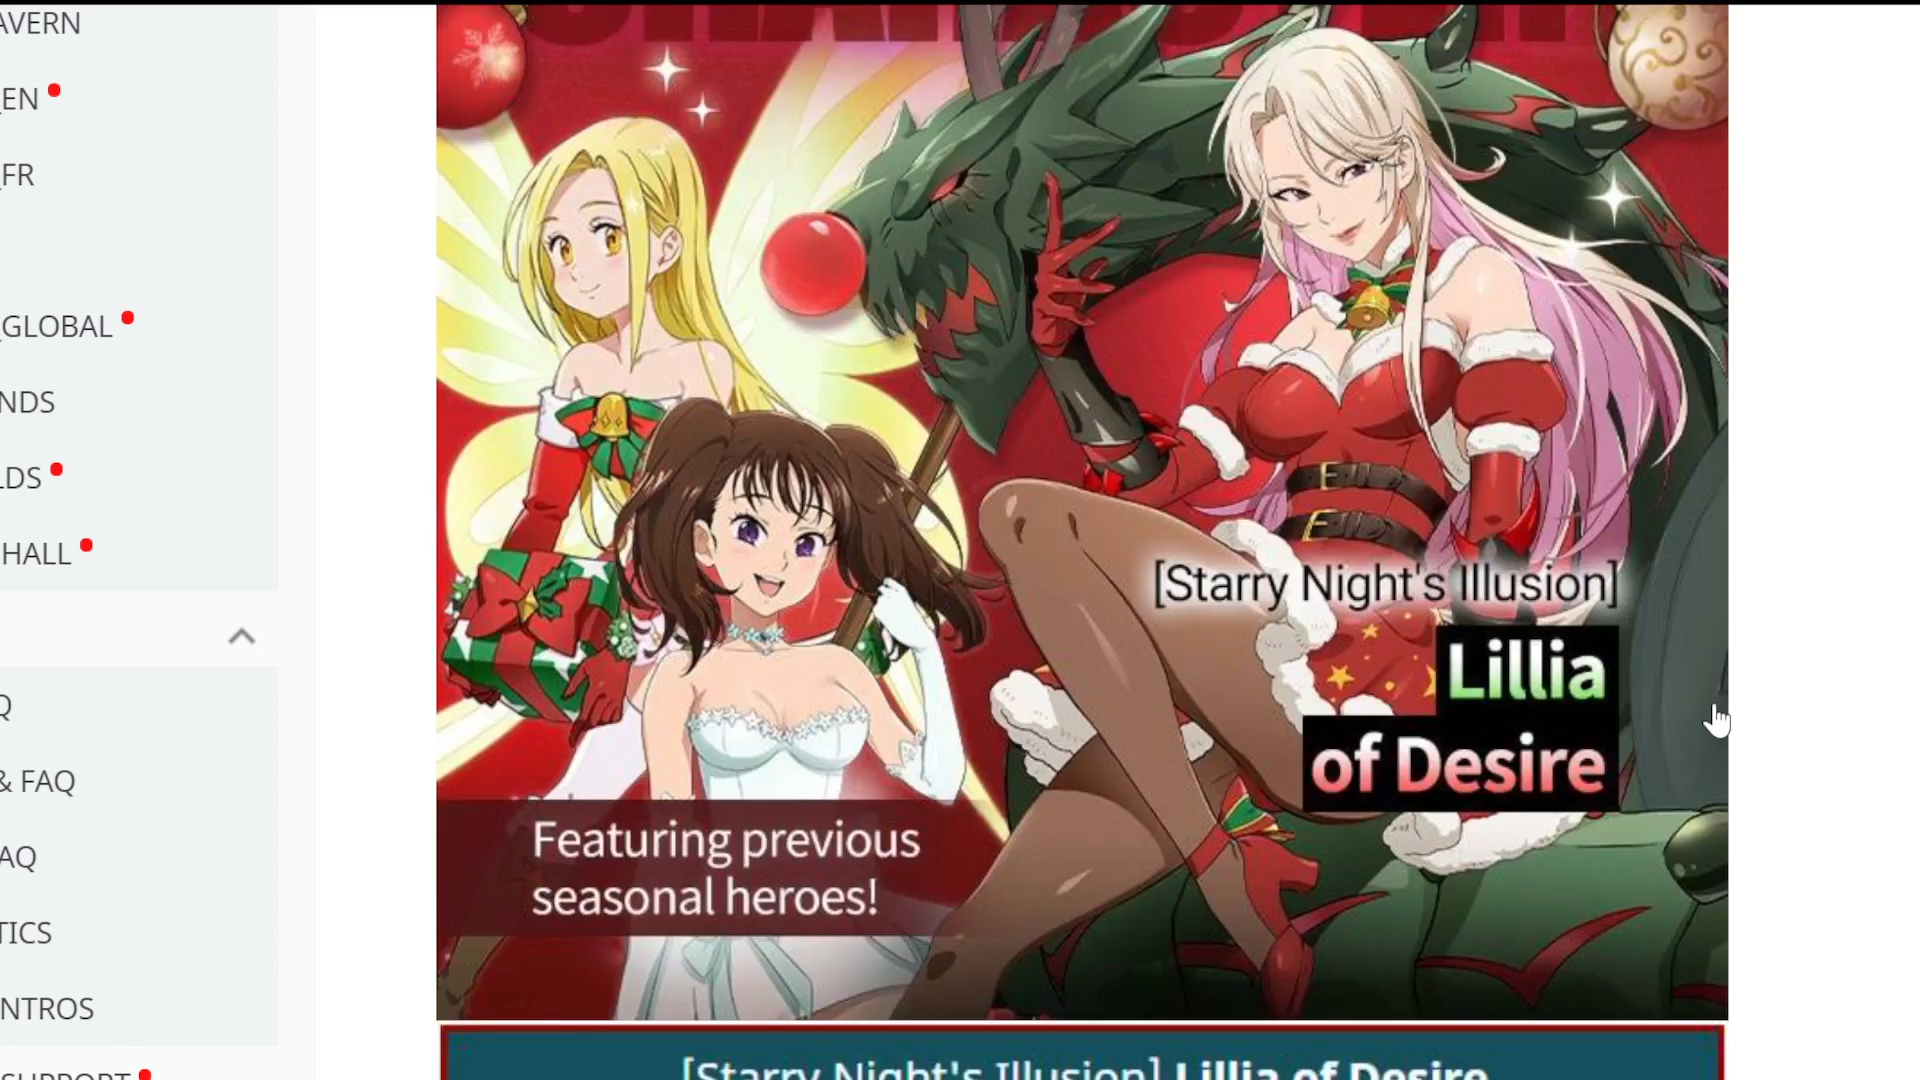 AVERN
EN
FR
GLOBAL
NDS
LDS
HALL
Q
& FAQ
AQ
TICS
NTROS
SUPPORT
[Starry Night's Illusion]
Lillia
of Desire
Featuring previous
seasonal heroes!
[Starry Night's Illusion] Lillia of Desire